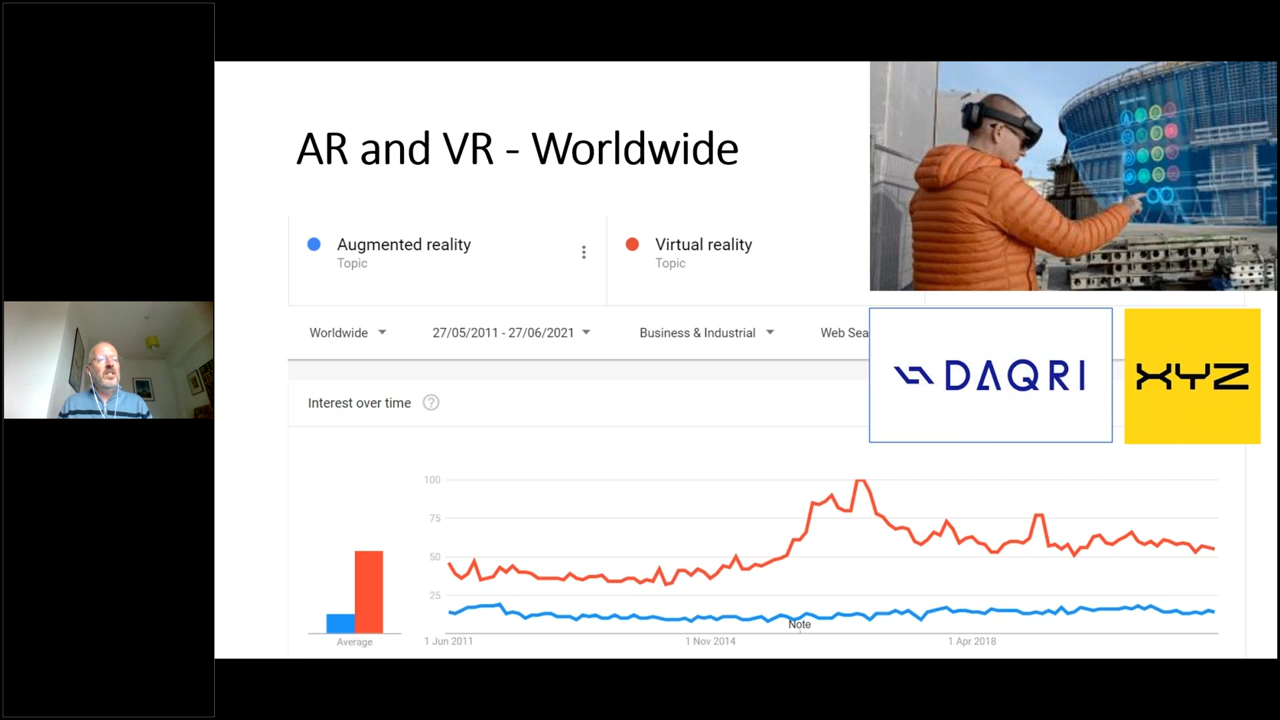 AR and VR - Worldwide
Augmented reality
Topic
Virtual reality
Topic
Worldwide
27/05/2011 - 27/06/2021
Business & Industrial
Web Sea
DAQRI
XYZ
Interest over time ?
100
75
50
25
Note
Average
1 Jun 2011
1 Nov 2014
1 Apr 2018